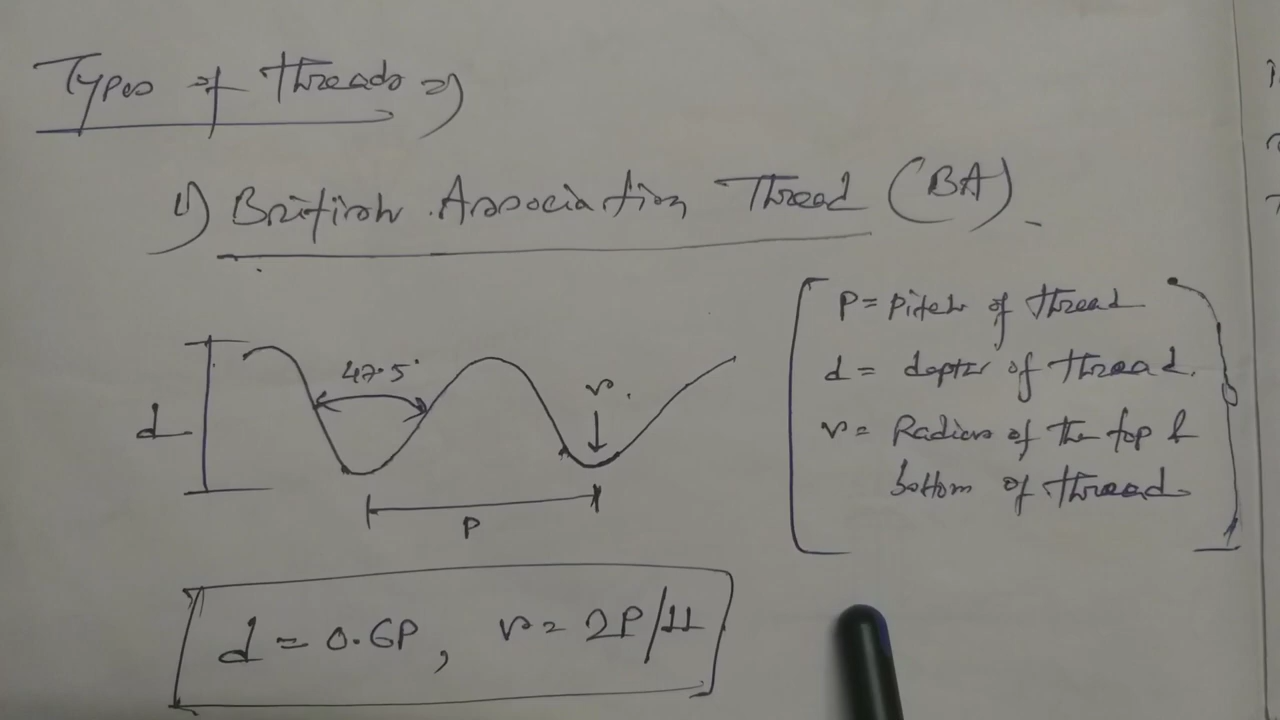 Types of threads ⇒
1) British Association Thread (BA)
P = Pitch of thread
d = depth of thread.
r = Radius of the top &
bottom of thread
47.5°
r
d
P
d = 0.6P, r = 2P/11